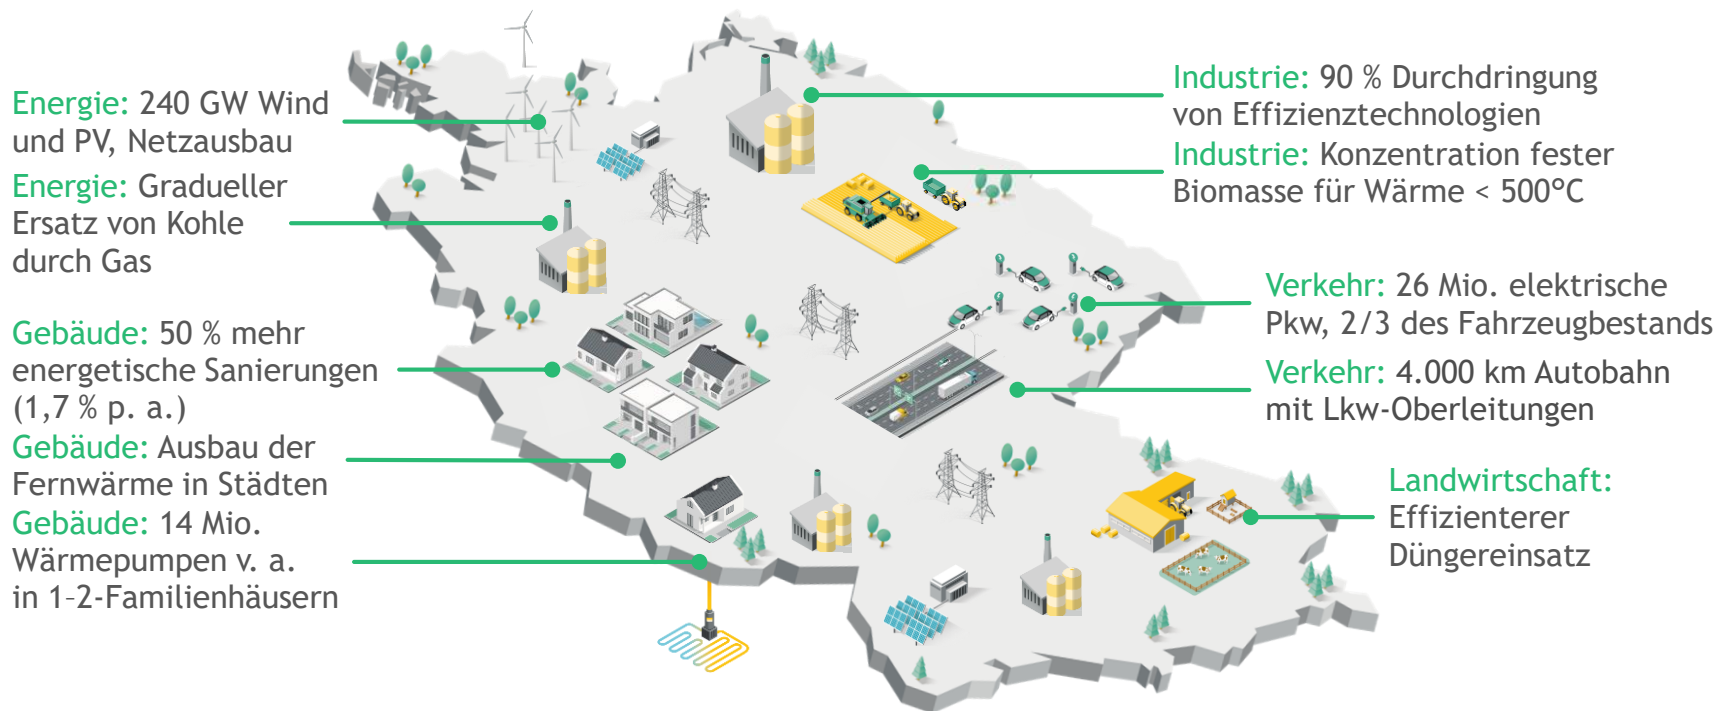 Energie: 240 GW Wind
und PV, Netzausbau
Energie: Gradueller
Ersatz von Kohle
durch Gas
Gebäude: 50 % mehr
energetische Sanierungen
(1,7 % p. a.)
Gebäude: Ausbau der
Fernwärme in Städten
Gebäude: 14 Mio.
Wärmepumpen v. a.
in 1–2-Familienhäusern
Industrie: 90 % Durchdringung
von Effizienztechnologien
Industrie: Konzentration fester
Biomasse für Wärme < 500°C
Verkehr: 26 Mio. elektrische
Pkw, 2/3 des Fahrzeugbestands
Verkehr: 4.000 km Autobahn
mit Lkw-Oberleitungen
Landwirtschaft:
Effizienterer
Düngereinsatz